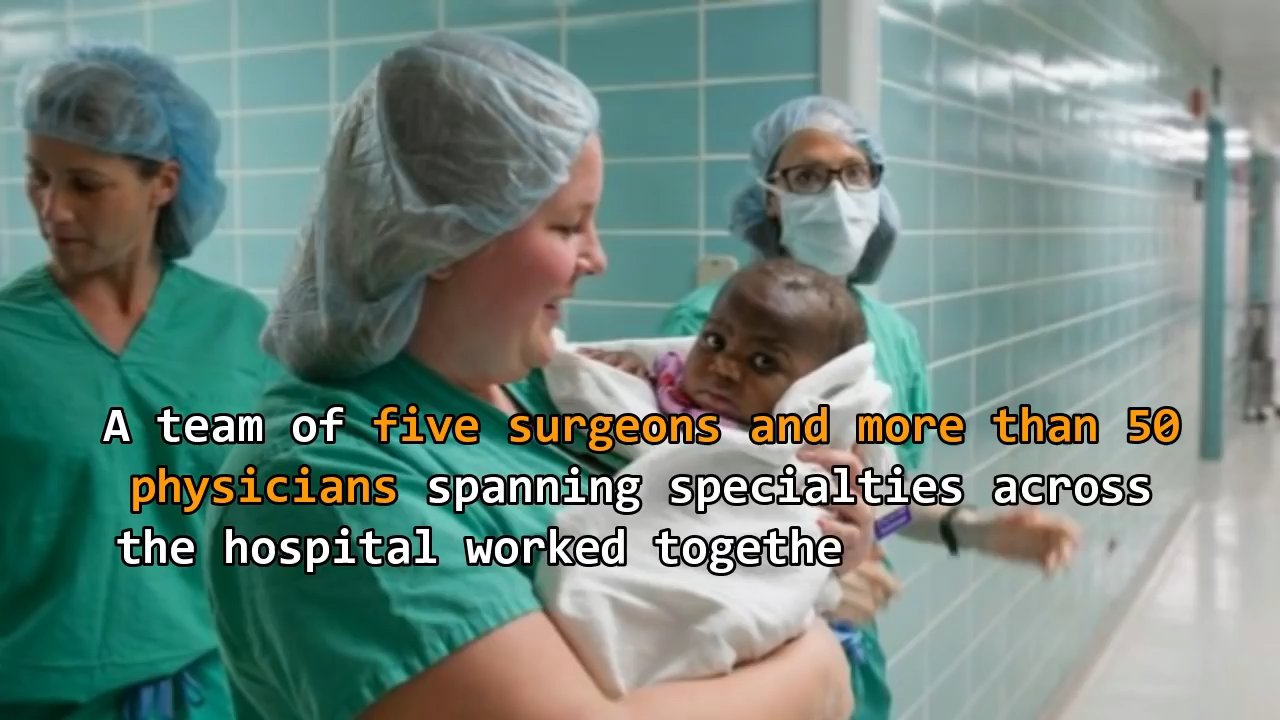 A team of five surgeons and more than 50
physicians spanning specialties across
the hospital worked togethe